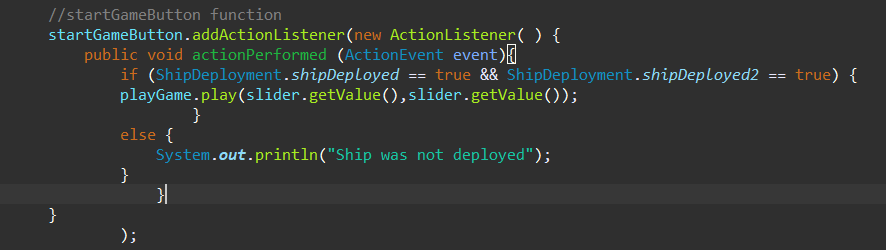 //startGameButton function
startGameButton.addActionListener(new ActionListener( ) {
public void actionPerformed (ActionEvent event){
if (ShipDeployment.shipDeployed == true && ShipDeployment.shipDeployed2 == true) {
playGame.play(slider.getValue(),slider.getValue());
}
else {
System.out.println("Ship was not deployed");
}
}
}
);